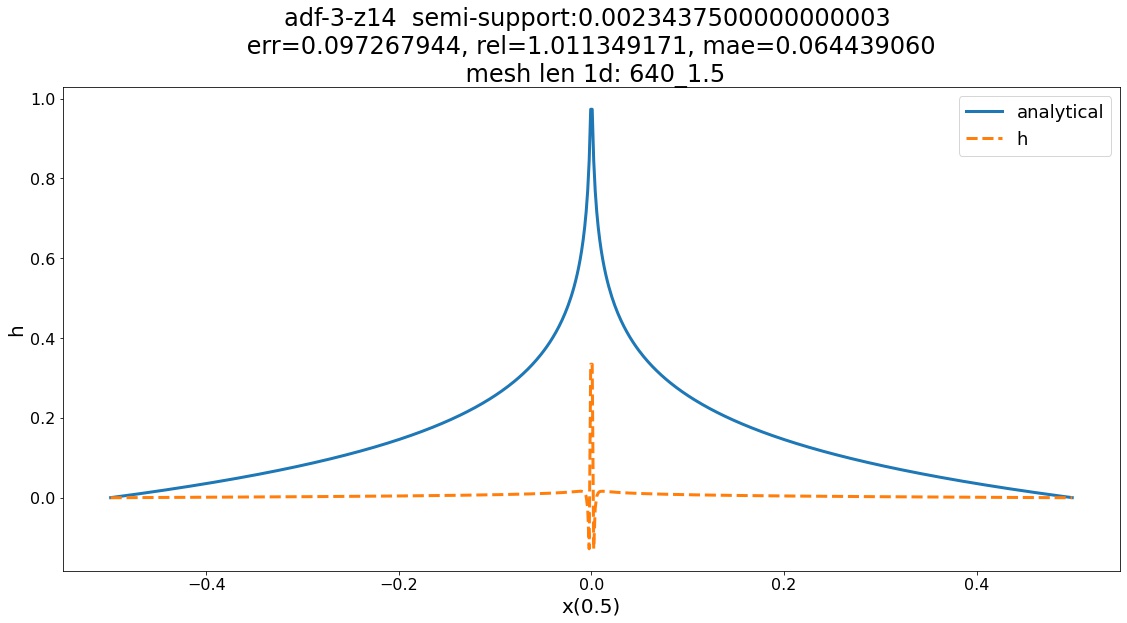 adf-3-z14  semi-support:0.0023437500000000003
err=0.097267944, rel=1.011349171, mae=0.064439060
mesh len 1d: 640_1.5
analytical
h
1.0
0.8
0.6
0.4
0.2
0.0
h
−0.4
−0.2
0.0
0.2
0.4
x(0.5)